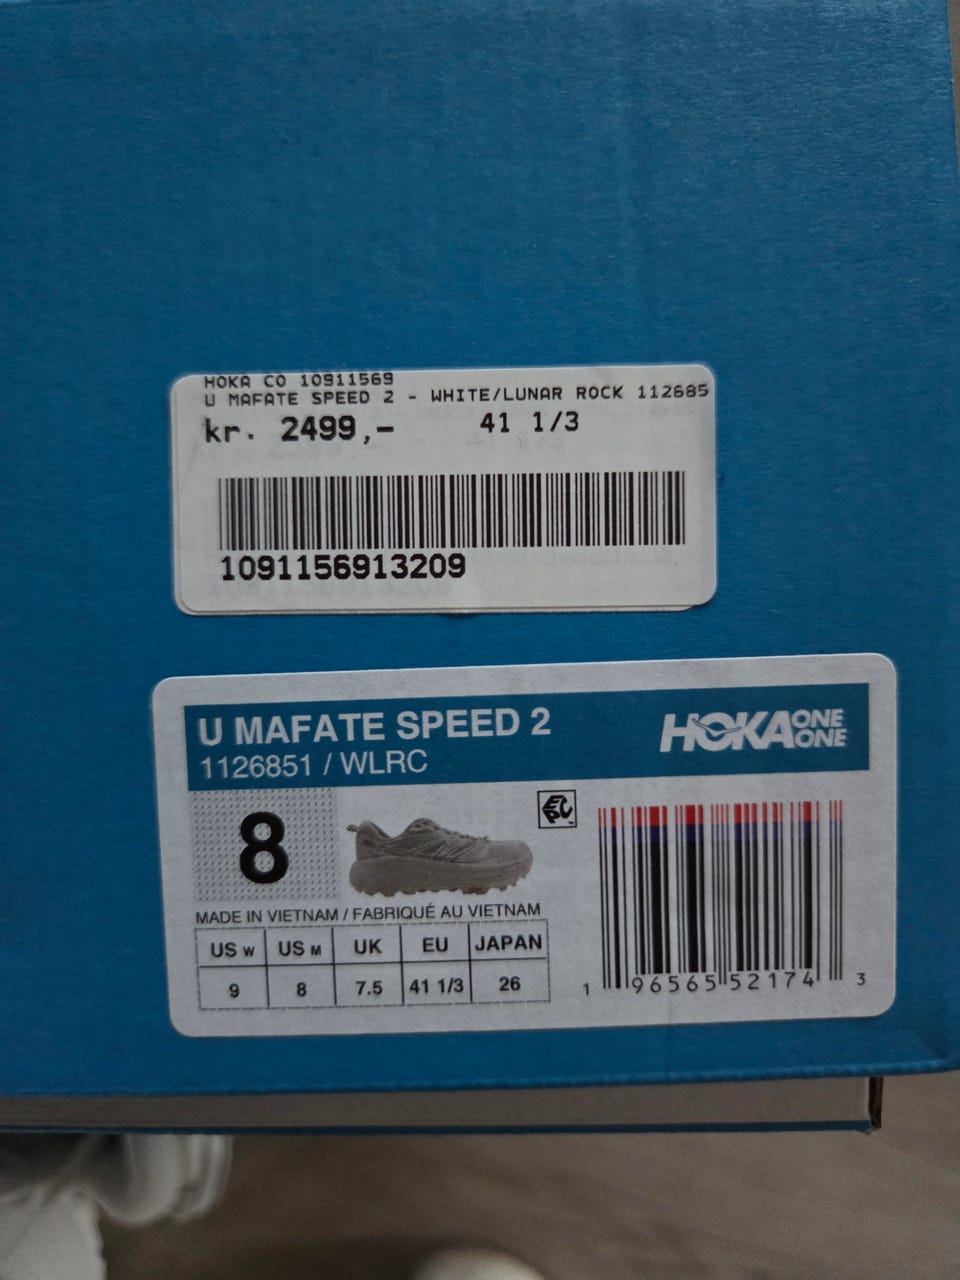 HOKA CO 10911569
U MAFATE SPEED 2 - WHITE/LUNAR ROCK 112685
kr. 2499,- 41 1/3
1091156913209
U MAFATE SPEED 2
1126851 / WLRC
HOKA ONE ONE
8
EPC
MADE IN VIETNAM / FABRIQUÉ AU VIETNAM
US W US M UK EU JAPAN
9 8 7.5 41 1/3 26
1 96565 52174 3